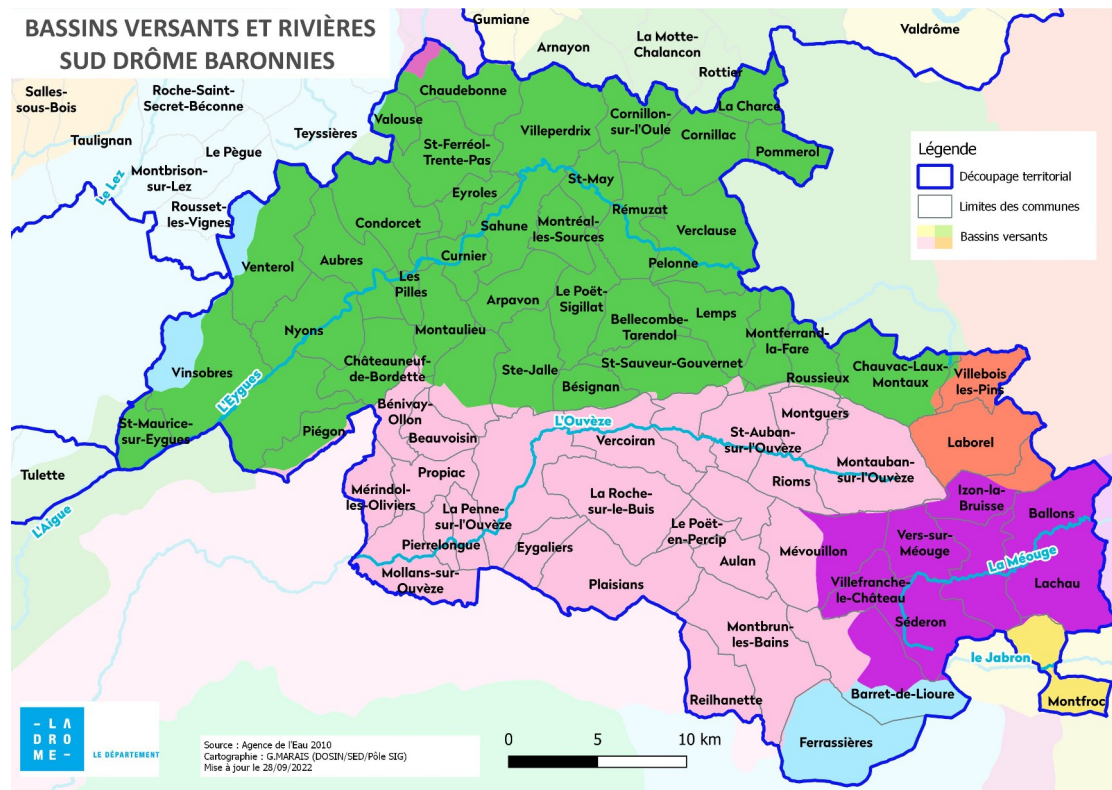 BASSINS VERSANTS ET RIVIÈRES
SUD DRÔME BARONNIES
Gumiane
Arnayon
La Motte-
Chalancon
Valdrôme
Rottier
Salles-
sous-Bois
Roche-Saint-
Secret-Béconne
Taulignan
Teyssières
Le Pègue
Montbrison-
sur-Lez
Le Lez
Rousset-
les-Vignes
Chaudebonne
Valouse
St-Ferréol-
Trente-Pas
Villeperdrix
Cornillon-
sur-l'Oule
Cornillac
La Charce
Pommerol
Légende
Découpage territorial
Limites des communes
Bassins versants
Eyroles
St-May
Rémuzat
Condorcet
Sahune
Montréal-
les-Sources
Verclause
Venterol
Aubres
Curnier
Pelonne
Les
Pilles
Arpavon
Le Poët-
Sigillat
Nyons
Montaulieu
Bellecombe-
Tarendol
Lemps
Montferrand-
la-Fare
Vinsobres
Châteauneuf-
de-Bordette
Ste-Jalle
St-Sauveur-Gouvernet
Bésignan
Roussieux
Chauvac-Laux-
Montaux
Villebois
les-Pins
L'Eygues
St-Maurice-
sur-Eygues
Piégon
Bénivay-
Ollon
Beauvoisin
L'Ouvèze
Vercoiran
Montguers
St-Auban-
sur-l'Ouvèze
Laborel
Tulette
L'Aigue
Propiac
Montauban-
sur-l'Ouvèze
Rioms
Mérindol-
les-Oliviers
La Penne-
sur-l'Ouvèze
La Roche-
sur-le-Buis
Izon-la-
Bruisse
Ballons
Pierrelongue
Eygaliers
Le Poët-
en-Percip
Aulan
Mévouillon
Vers-sur-
Méouge
La Méouge
Mollans-sur-
Ouvèze
Plaisians
Villefranche-
le-Château
Lachau
Montbrun-
les-Bains
Séderon
le Jabron
Reilhanette
Barret-de-Lioure
Montfroc
Ferrassières
- L A
D R O
M E -
LE DÉPARTEMENT
Source : Agence de l'Eau 2010
Cartographie : G.MARAIS (DOSIN/SED/Pôle SIG)
Mise à jour le 28/09/2022
0 5 10 km